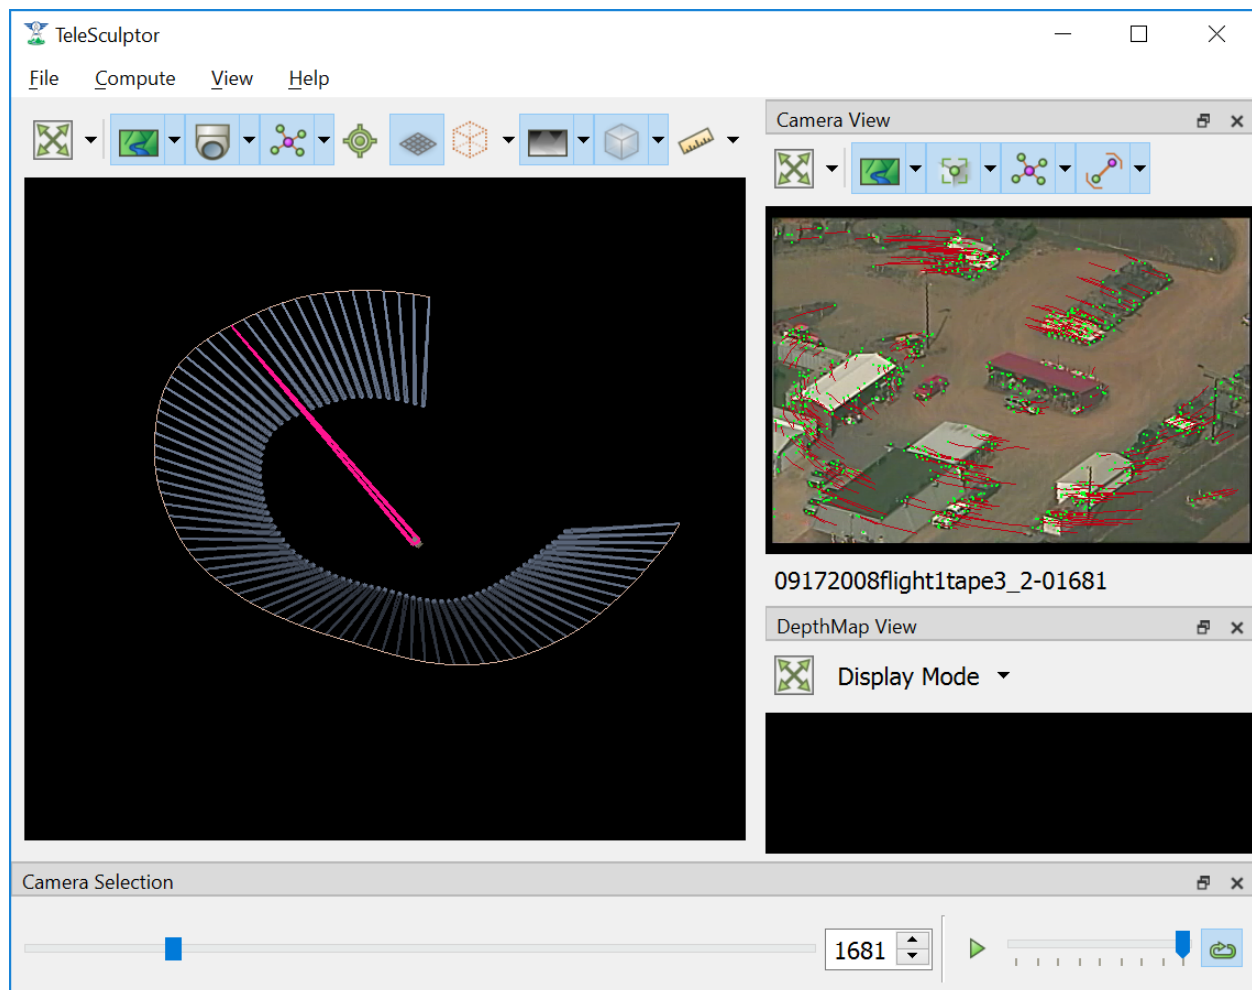 TeleSculptor
File Compute View Help
Camera View
09172008flight1tape3_2-01681
DepthMap View
Display Mode
Camera Selection
1681